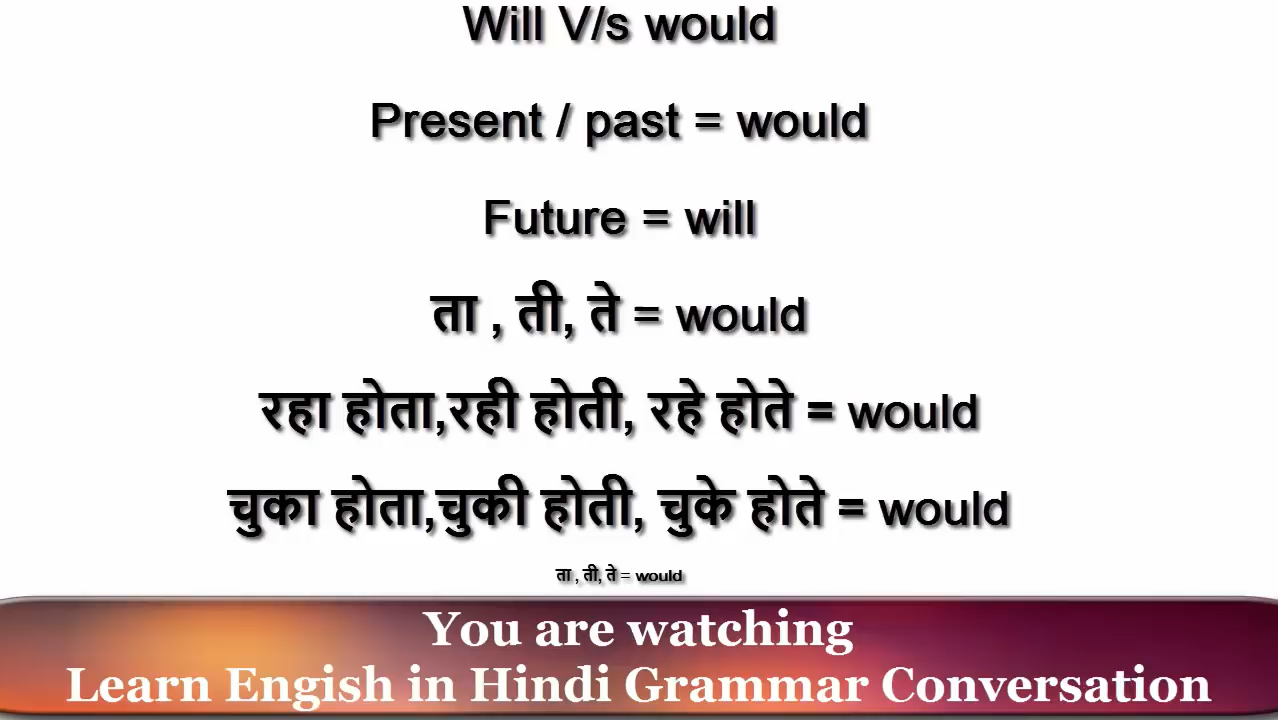 Will V/s would
Present / past = would
Future = will
ता , ती, ते = would
रहा होता,रही होती, रहे होते = would
चुका होता,चुकी होती, चुके होते = would
ता , ती, ते = would
You are watching
Learn Engish in Hindi Grammar Conversation